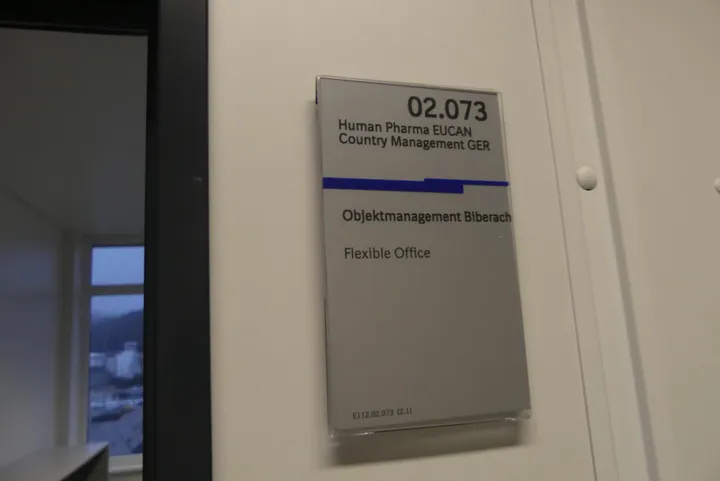 02.073
Human Pharma EUCAN
Country Management GER
Objektmanagement Biberach
Flexible Office